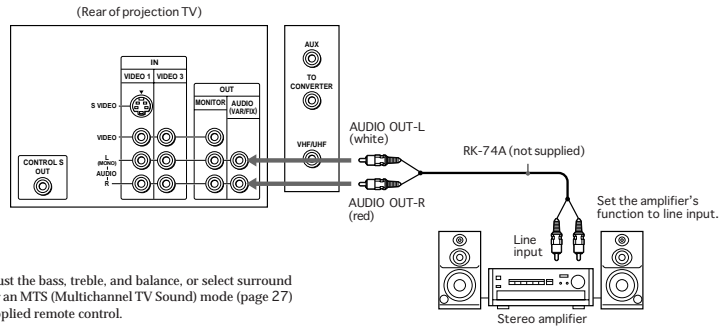 (Rear of projection TV)
AUX
TO
CONVERTER
VHF/UHF
IN
VIDEO 1 VIDEO 3
OUT
MONITOR AUDIO
(VAR/FIX)
S VIDEO
VIDEO
L
(MONO)
AUDIO
R
CONTROL S
OUT
AUDIO OUT-L
(white)
RK-74A (not supplied)
AUDIO OUT-R
(red)
Set the amplifier's
function to line input.
Line
input
Stereo amplifier
ust the bass, treble, and balance, or select surround
an MTS (Multichannel TV Sound) mode (page 27)
pplied remote control.